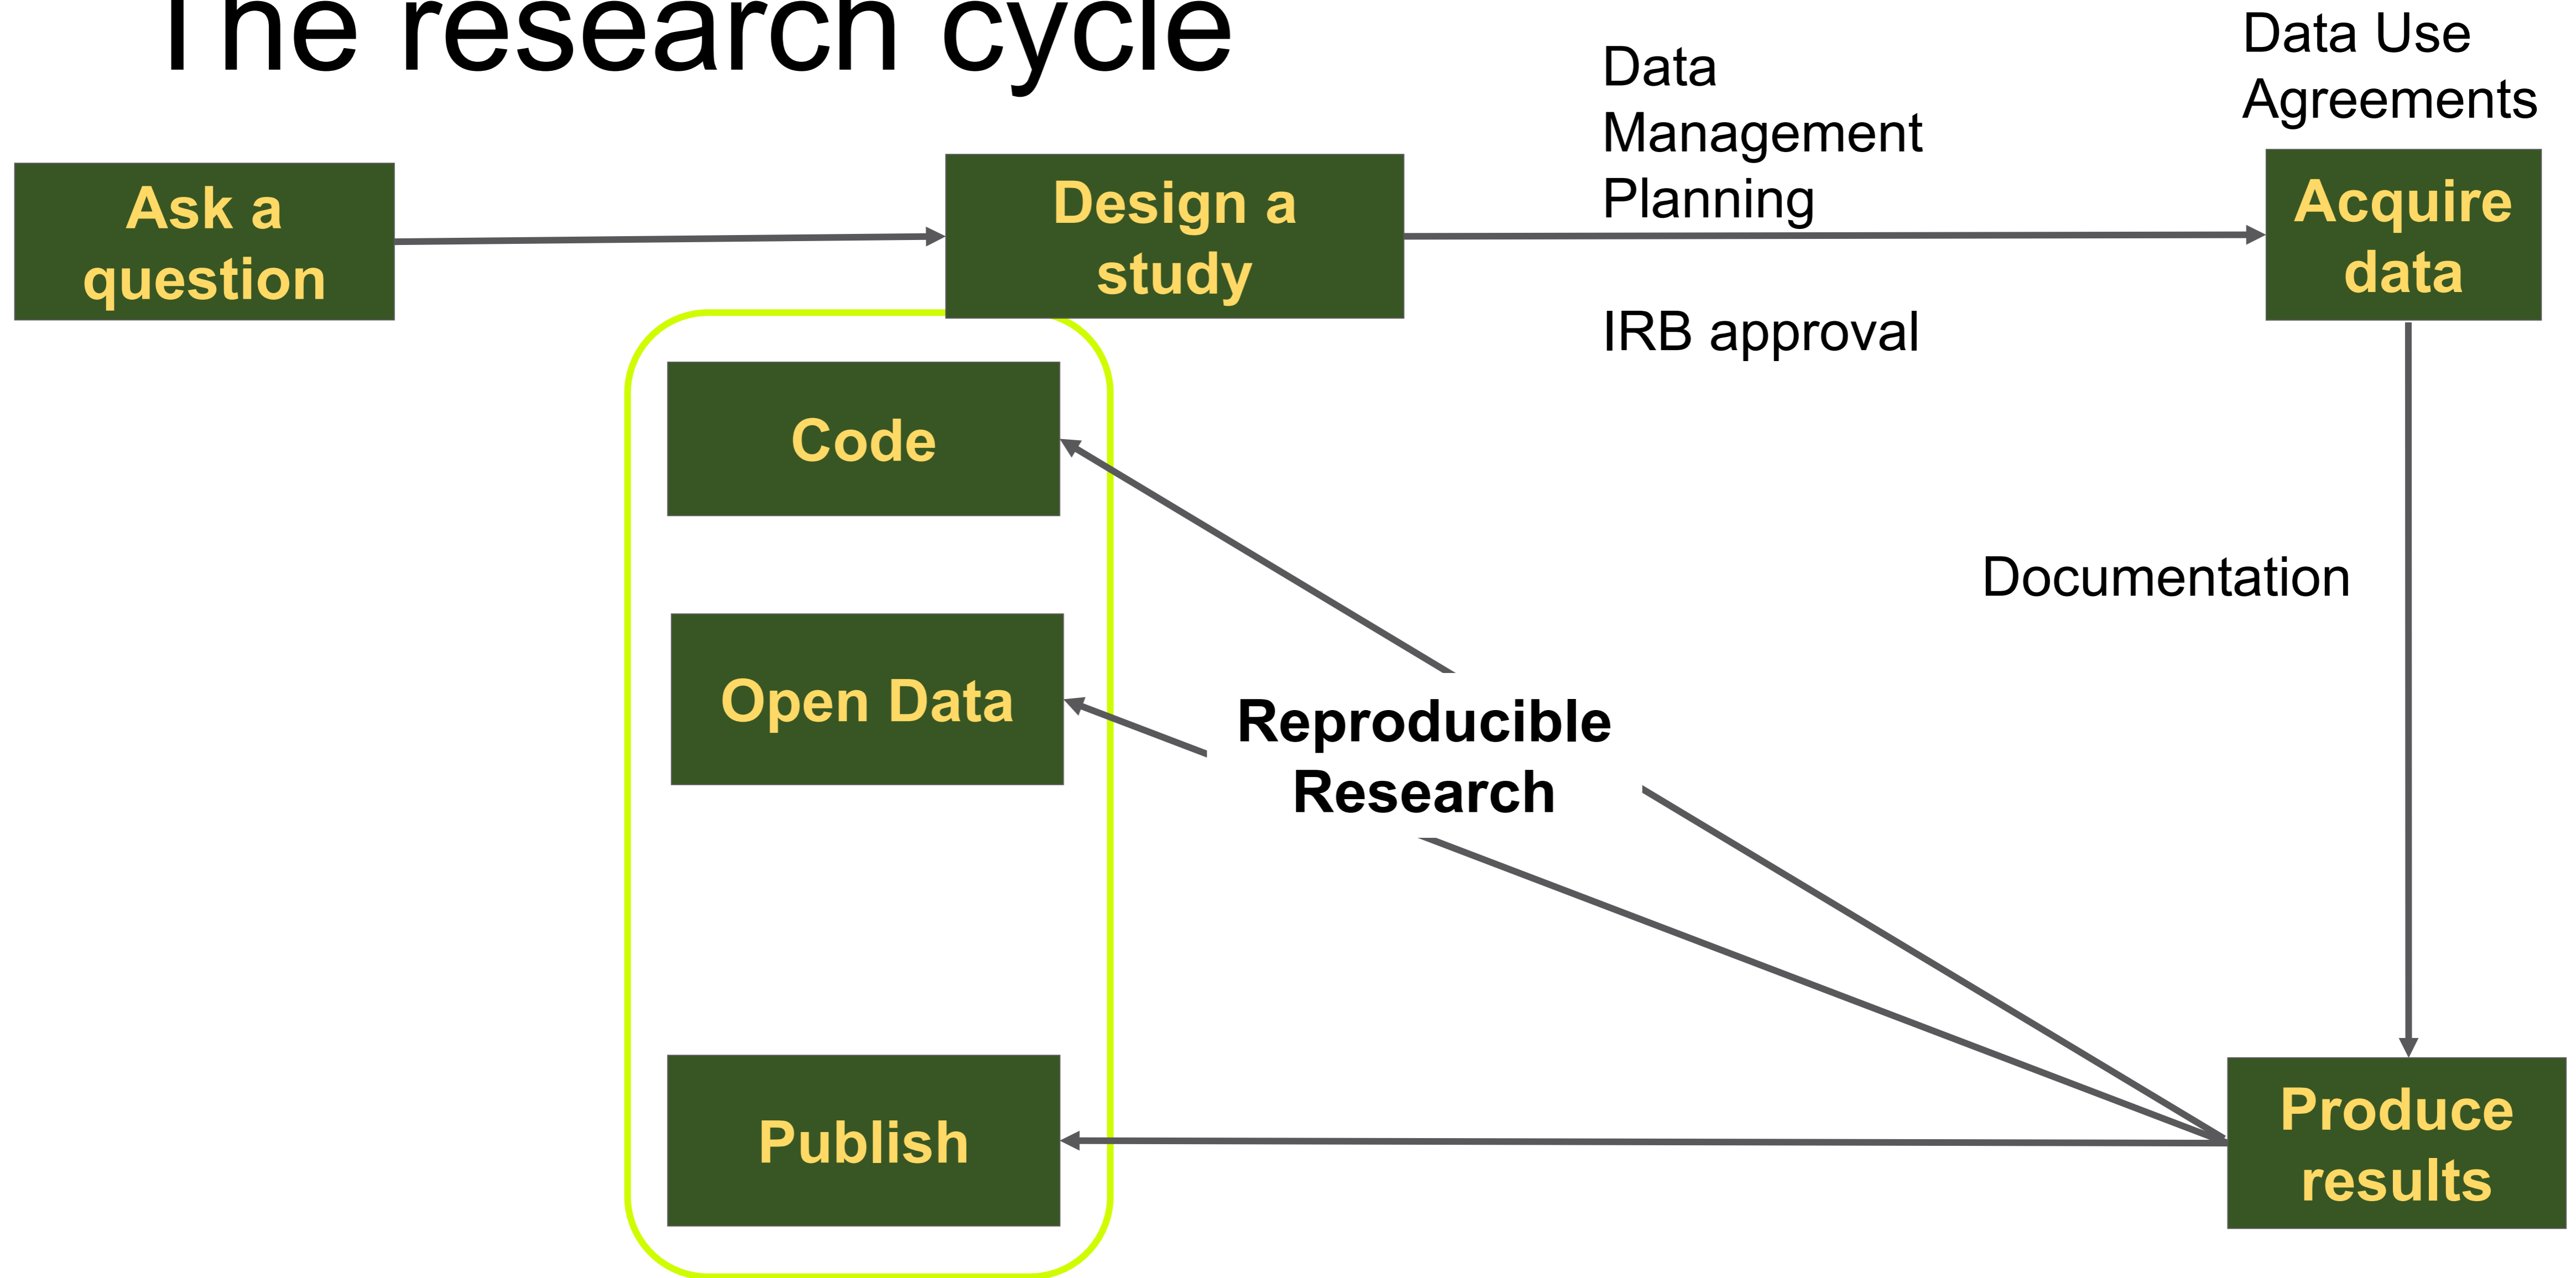 The research cycle
Data Use
Agreements
Data
Management
Planning
Ask a
question
Design a
study
Acquire
data
IRB approval
Code
Documentation
Open Data
Reproducible
Research
Publish
Produce
results